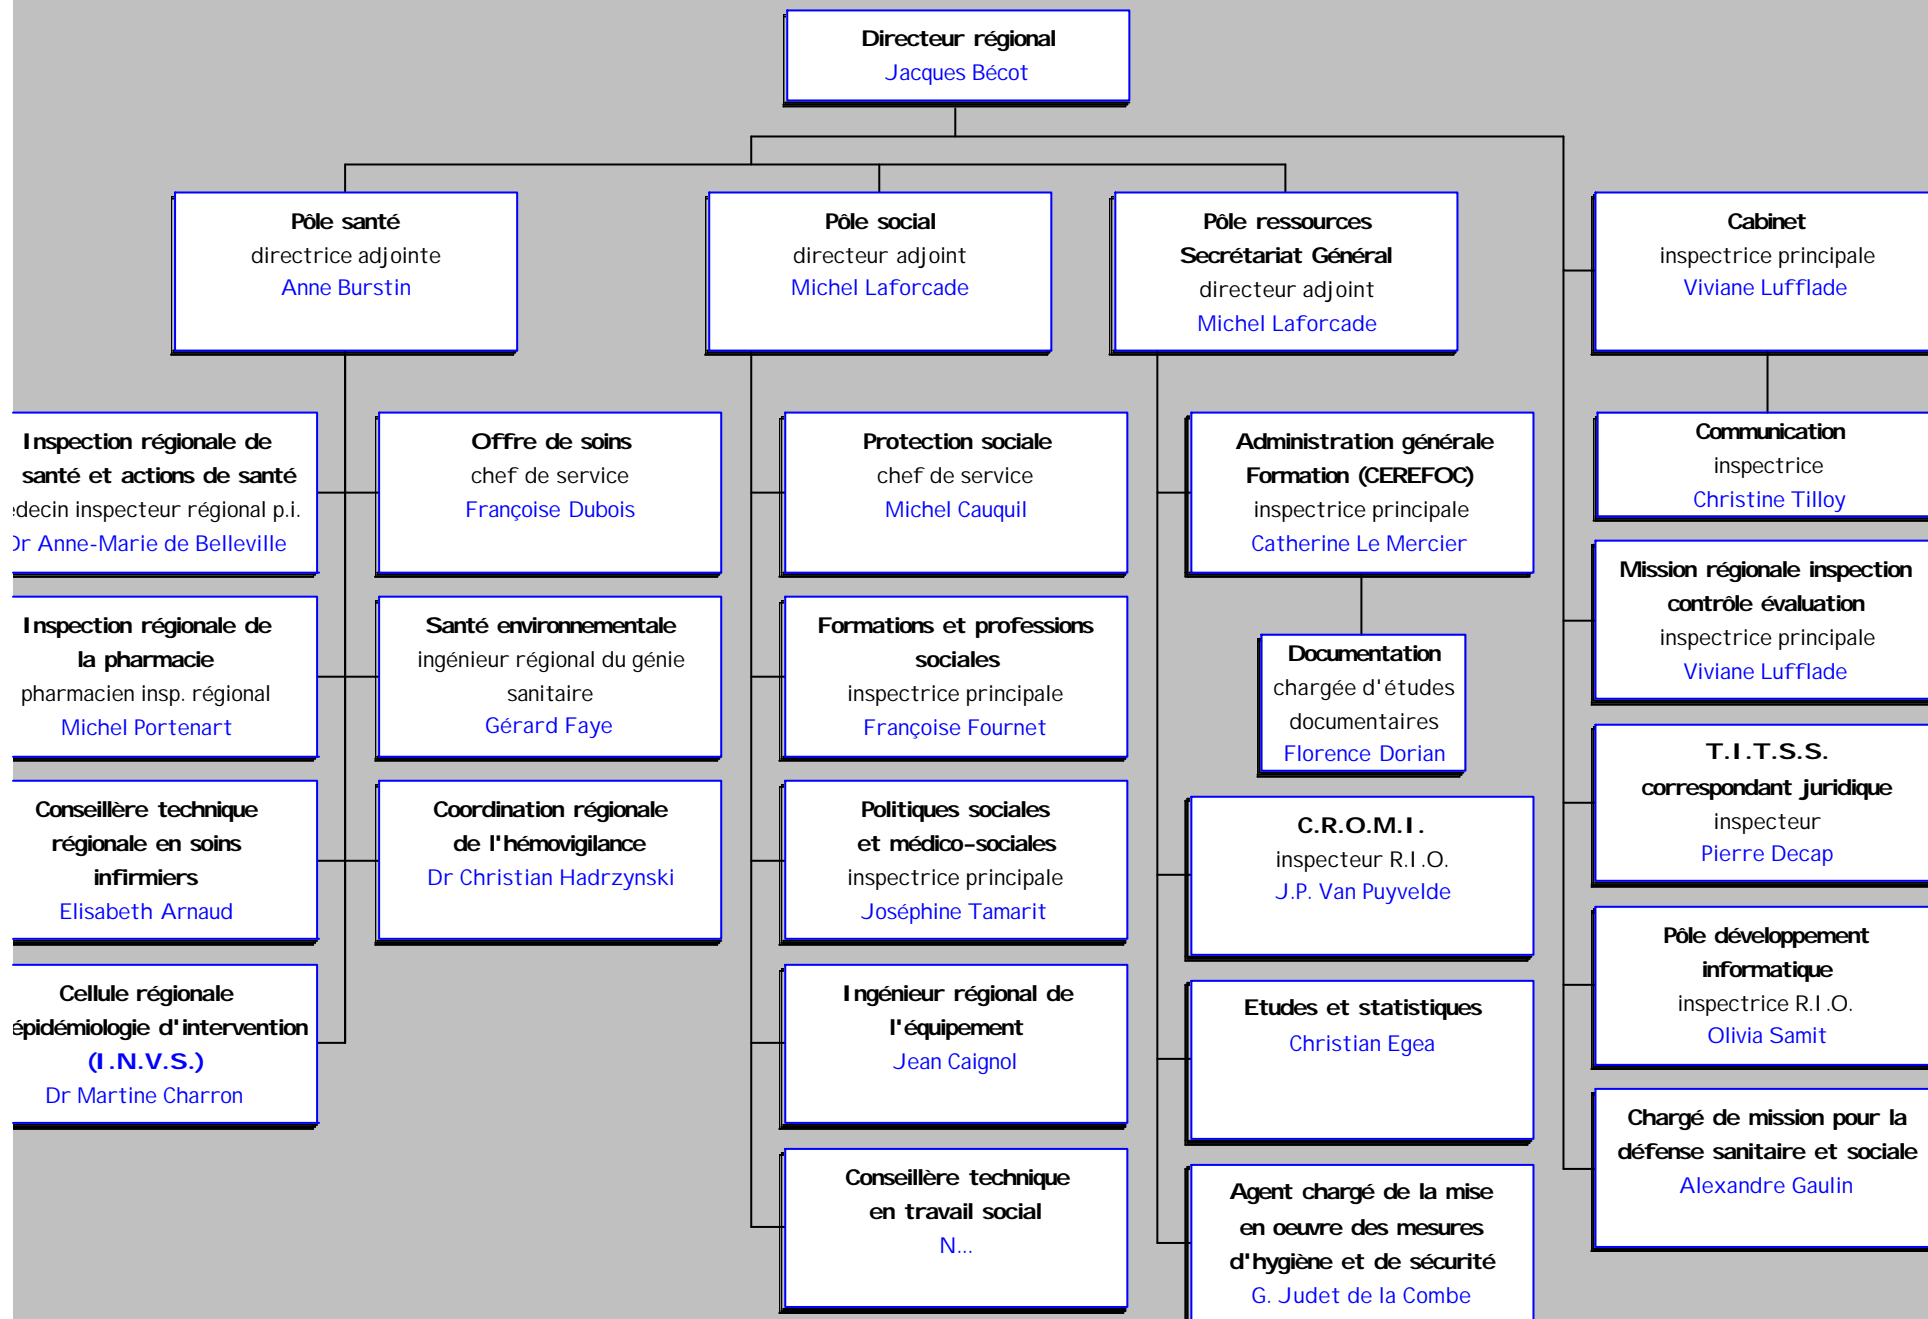 Directeur régional
Jacques Bécot
Pôle santé
directrice adjointe
Anne Burstin
Pôle social
directeur adjoint
Michel Laforcade
Pôle ressources
Secrétariat Général
directeur adjoint
Michel Laforcade
Cabinet
inspectrice principale
Viviane Lufflade
Inspection régionale de
santé et actions de santé
decin inspecteur régional p.i.
Dr Anne-Marie de Belleville
Offre de soins
chef de service
Françoise Dubois
Protection sociale
chef de service
Michel Cauquil
Administration générale
Formation (CEREFOC)
inspectrice principale
Catherine Le Mercier
Communication
inspectrice
Christine Tilloy
Inspection régionale de
la pharmacie
pharmacien insp. régional
Michel Portenart
Santé environnementale
ingénieur régional du génie
sanitaire
Gérard Faye
Formations et professions
sociales
inspectrice principale
Françoise Fournet
Documentation
chargée d'études
documentaires
Florence Dorian
Mission régionale inspection
contrôle évaluation
inspectrice principale
Viviane Lufflade
Conseillère technique
régionale en soins
infirmiers
Elisabeth Arnaud
Coordination régionale
de l'hémovigilance
Dr Christian Hadrzynski
Politiques sociales
et médico-sociales
inspectrice principale
Joséphine Tamarit
C.R.O.M.I.
inspecteur R.I.O.
J.P. Van Puyvelde
T.I.T.S.S.
correspondant juridique
inspecteur
Pierre Decap
Cellule régionale
épidémiologie d'intervention
(I.N.V.S.)
Dr Martine Charron
Ingénieur régional de
l'équipement
Jean Caignol
Etudes et statistiques
Christian Egea
Pôle développement
informatique
inspectrice R.I.O.
Olivia Samit
Conseillère technique
en travail social
N...
Agent chargé de la mise
en oeuvre des mesures
d'hygiène et de sécurité
G. Judet de la Combe
Chargé de mission pour la
défense sanitaire et sociale
Alexandre Gaulin